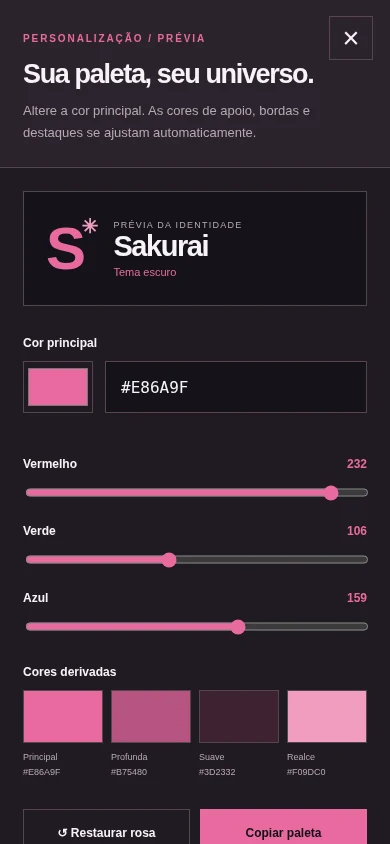 PERSONALIZAÇÃO / PRÉVIA
Sua paleta, seu universo.
Altere a cor principal. As cores de apoio, bordas e
destaques se ajustam automaticamente.
S
PRÉVIA DA IDENTIDADE
Sakurai
Tema escuro
Cor principal
#E86A9F
Vermelho 232
Verde 106
Azul 159
Cores derivadas
Principal Profunda Suave Realce
#E86A9F #B75480 #3D2332 #F09DC0
↺ Restaurar rosa Copiar paleta